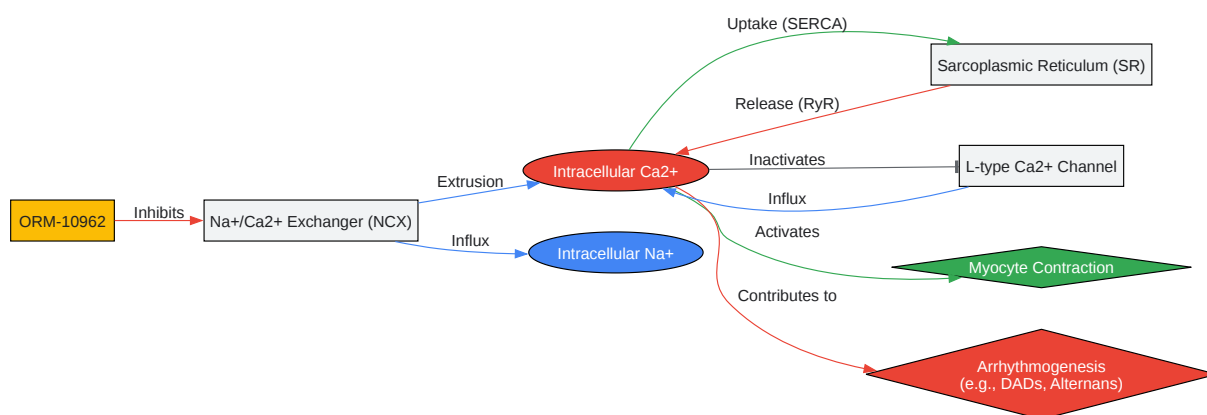 Uptake (SERCA)
Sarcoplasmic Reticulum (SR)
Release (RyR)
Intracellular Ca2+
Inactivates
L-type Ca2+ Channel
Extrusion
Influx
ORM-10962
Inhibits
Na+/Ca2+ Exchanger (NCX)
Influx
Intracellular Na+
Activates
Myocyte Contraction
Contributes to
Arrhythmogenesis
(e.g., DADs, Alternans)